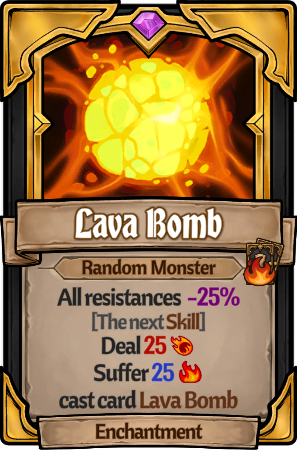 Lava Bomb
Random Monster
All resistances -25%
[The next Skill]
Deal 25
Suffer 25
cast card Lava Bomb
Enchantment